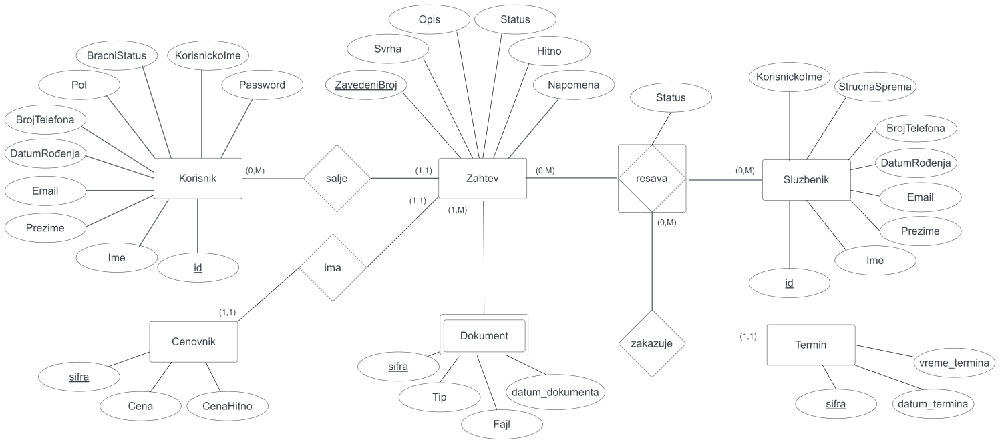 Opis
Status
Svrha
Hitno
BracniStatus
KorisnickoIme
ZavedeniBroj
Napomena
Pol
Password
KorisnickoIme
StrucnaSprema
Status
BrojTelefona
BrojTelefona
DatumRođenja
DatumRođenja
Korisnik
(0,M)
salje
(1,1)
Zahtev
(0,M)
resava
(0,M)
Sluzbenik
Email
Email
(1,1)
(1,M)
(0,M)
Prezime
Prezime
Ime
id
ima
Ime
id
(1,1)
Cenovnik
Dokument
zakazuje
(1,1)
Termin
sifra
Cena
CenaHitno
sifra
Tip
Fajl
datum_dokumenta
vreme_termina
sifra
datum_termina